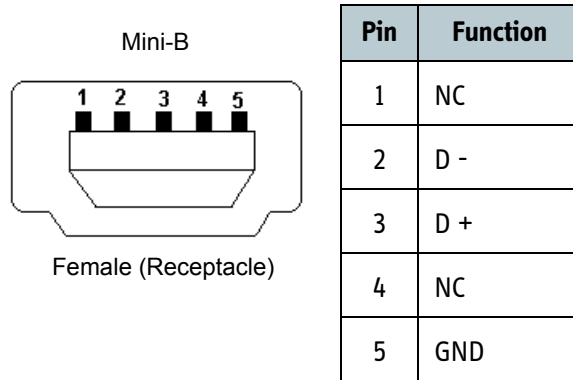 Mini-B
1 2 3 4 5
Female (Receptacle)
Pin Function
1 NC
2 D -
3 D +
4 NC
5 GND